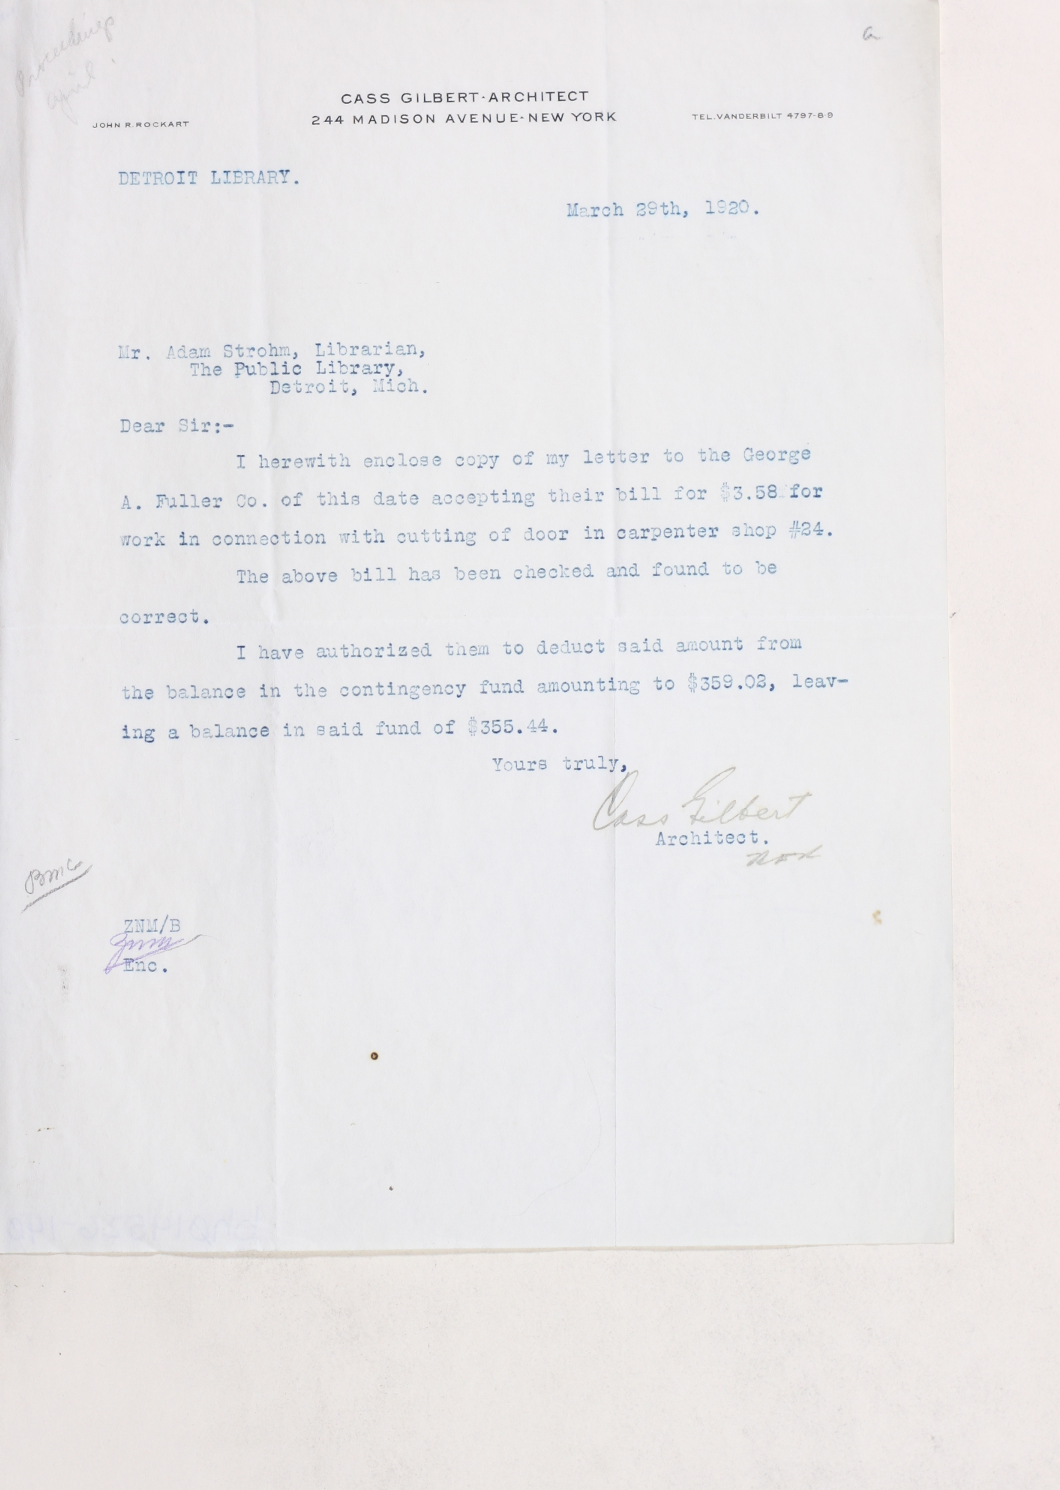 Proceedings
April
a
CASS GILBERT·ARCHITECT
244 MADISON AVENUE-NEW YORK
JOHN R. ROCKART
TEL. VANDERBILT 4797-8-9
DETROIT LIBRARY.
March 29th, 1920.
Mr. Adam Strohm, Librarian,
The Public Library,
Detroit, Mich.
Dear Sir:-
I herewith enclose copy of my letter to the George
A. Fuller Co. of this date accepting their bill for $3.58 for
work in connection with cutting of door in carpenter shop #24.
The above bill has been checked and found to be
correct.
I have authorized them to deduct said amount from
the balance in the contingency fund amounting to $359.02, leav-
ing a balance in said fund of $355.44.
Yours truly,
Cass Gilbert
Architect.
ZNM/B
ZNM
Enc.